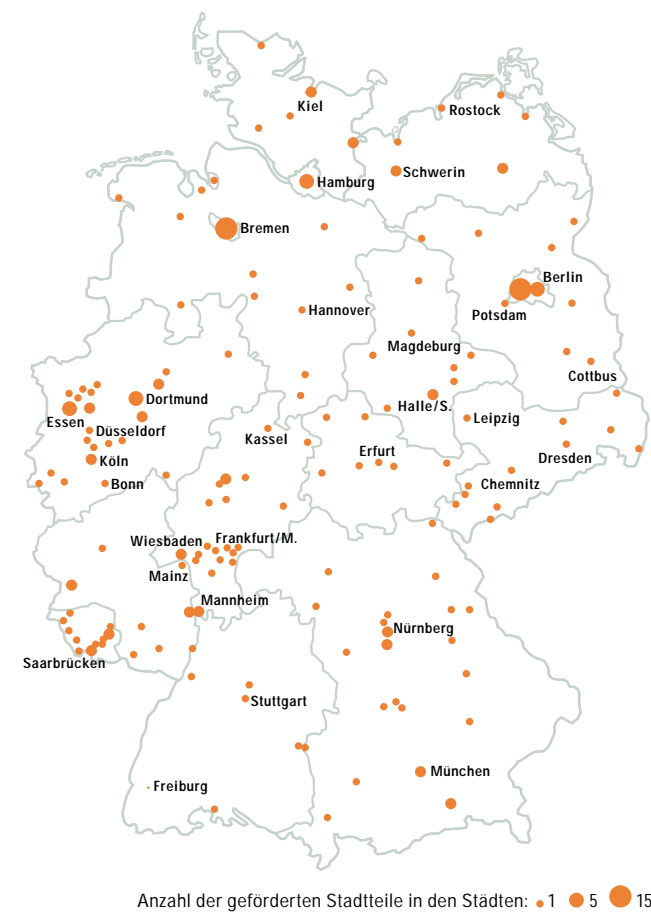 Kiel
Rostock
Schwerin
Hamburg
Bremen
Berlin
Potsdam
Hannover
Magdeburg
Cottbus
Dortmund
Halle/S.
Essen
Düsseldorf
Leipzig
Kassel
Erfurt
Dresden
Köln
Bonn
Chemnitz
Wiesbaden
Frankfurt/M.
Mainz
Mannheim
Nürnberg
Saarbrücken
Stuttgart
München
Freiburg
Anzahl der geförderten Stadtteile in den Städten: 1 5 15